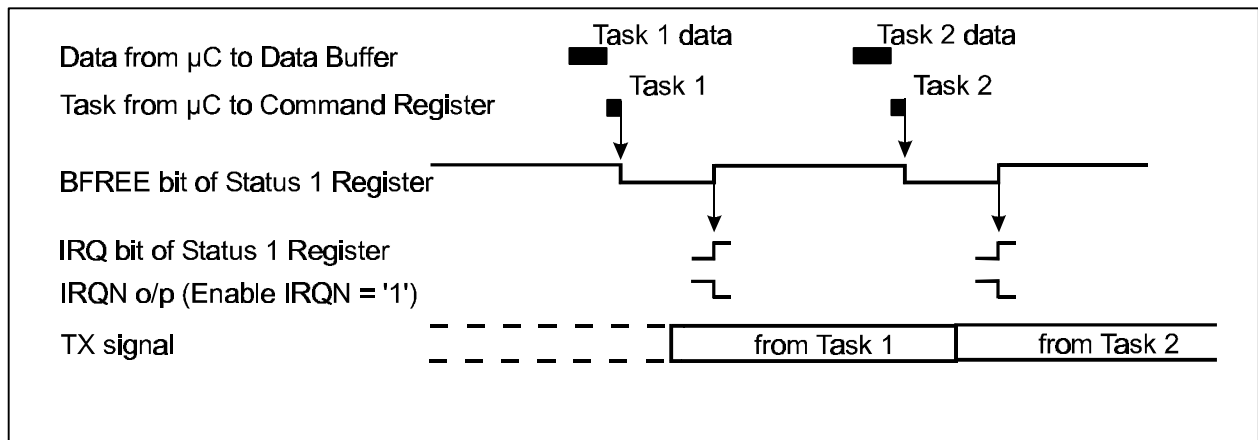 Task 1 data
Task 2 data
Data from µC to Data Buffer
Task 1
Task 2
Task from µC to Command Register
BFREE bit of Status 1 Register
IRQ bit of Status 1 Register
IRQN o/p (Enable IRQN = '1')
TX signal
from Task 1
from Task 2